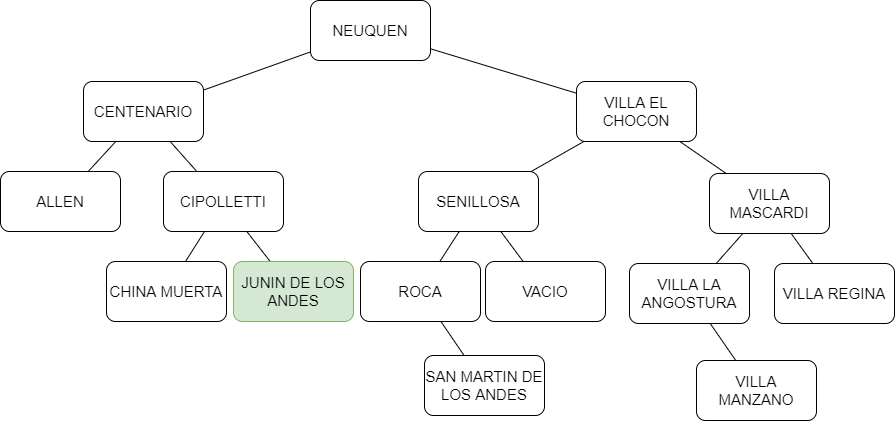 NEUQUEN
CENTENARIO
VILLA EL
CHOCON
ALLEN
CIPOLLETTI
SENILLOSA
VILLA
MASCARDI
CHINA MUERTA
JUNIN DE LOS
ANDES
ROCA
VACIO
VILLA LA
ANGOSTURA
VILLA REGINA
SAN MARTIN DE
LOS ANDES
VILLA
MANZANO